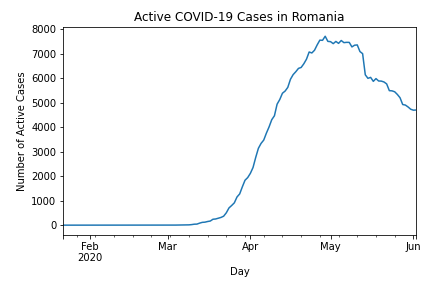 Active COVID-19 Cases in Romania
8000
7000
6000
5000
4000
3000
2000
1000
0
Number of Active Cases
Feb Mar Apr May Jun
2020
Day